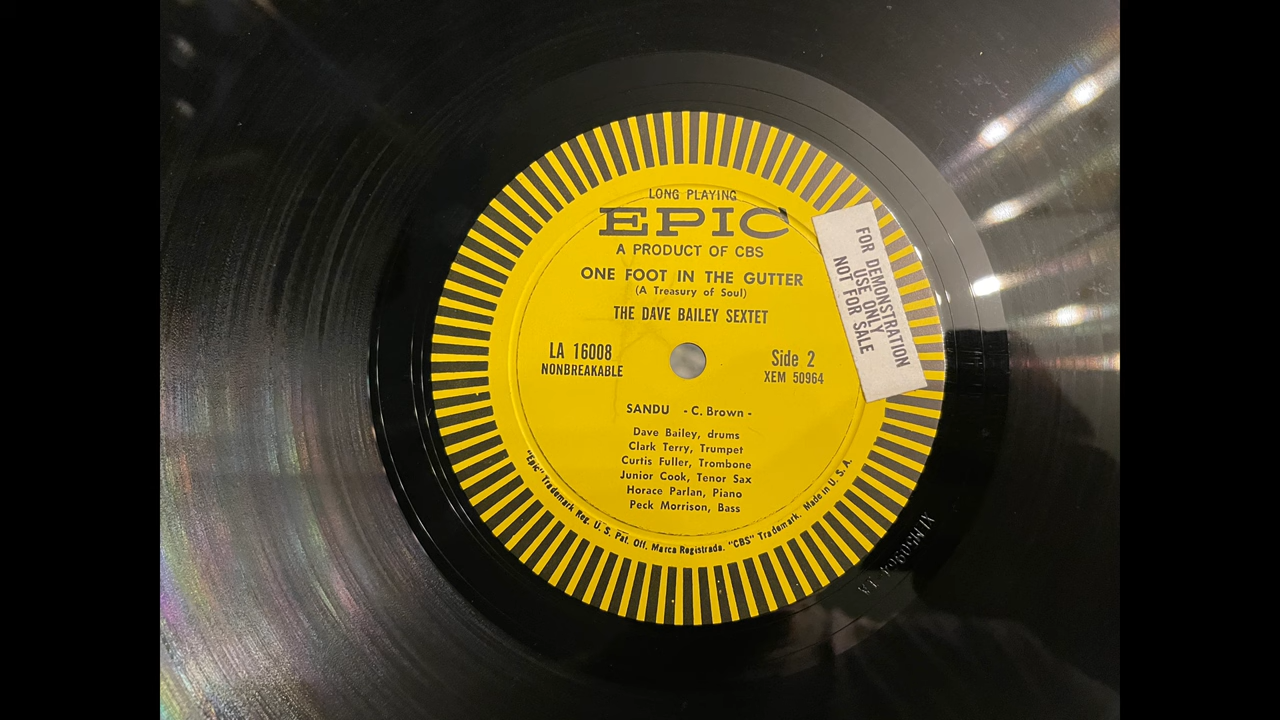 LONG PLAYING
EPIC
A PRODUCT OF CBS
ONE FOOT IN THE GUTTER
(A Treasury of Soul)
THE DAVE BAILEY SEXTET
LA 16008
NONBREAKABLE
Side 2
XEM 50964
SANDU - C. Brown -
Dave Bailey, drums
Clark Terry, Trumpet
Curtis Fuller, Trombone
Junior Cook, Tenor Sax
Horace Parlan, Piano
Peck Morrison, Bass
"Epic" Trademark Reg. U. S. Pat. Off. Marca Registrada. "CBS" Trademark. Made in U. S. A.
FOR DEMONSTRATION
USE ONLY
NOT FOR SALE